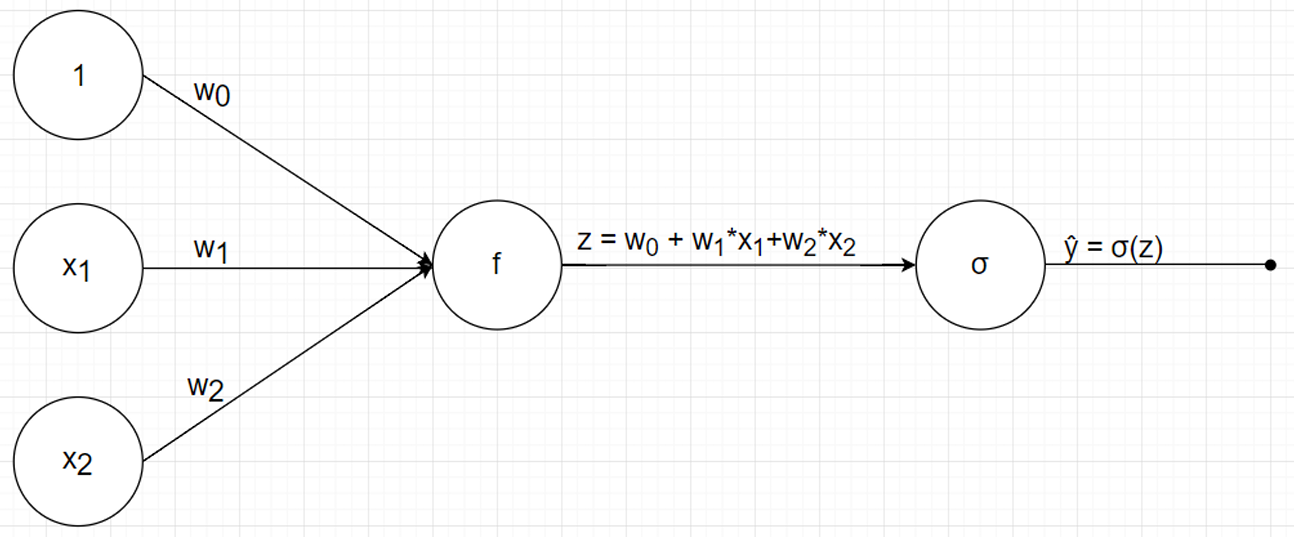 1
w0
x1
w1
f
z = w0 + w1*x1+w2*x2
σ
ŷ = σ(z)
w2
x2